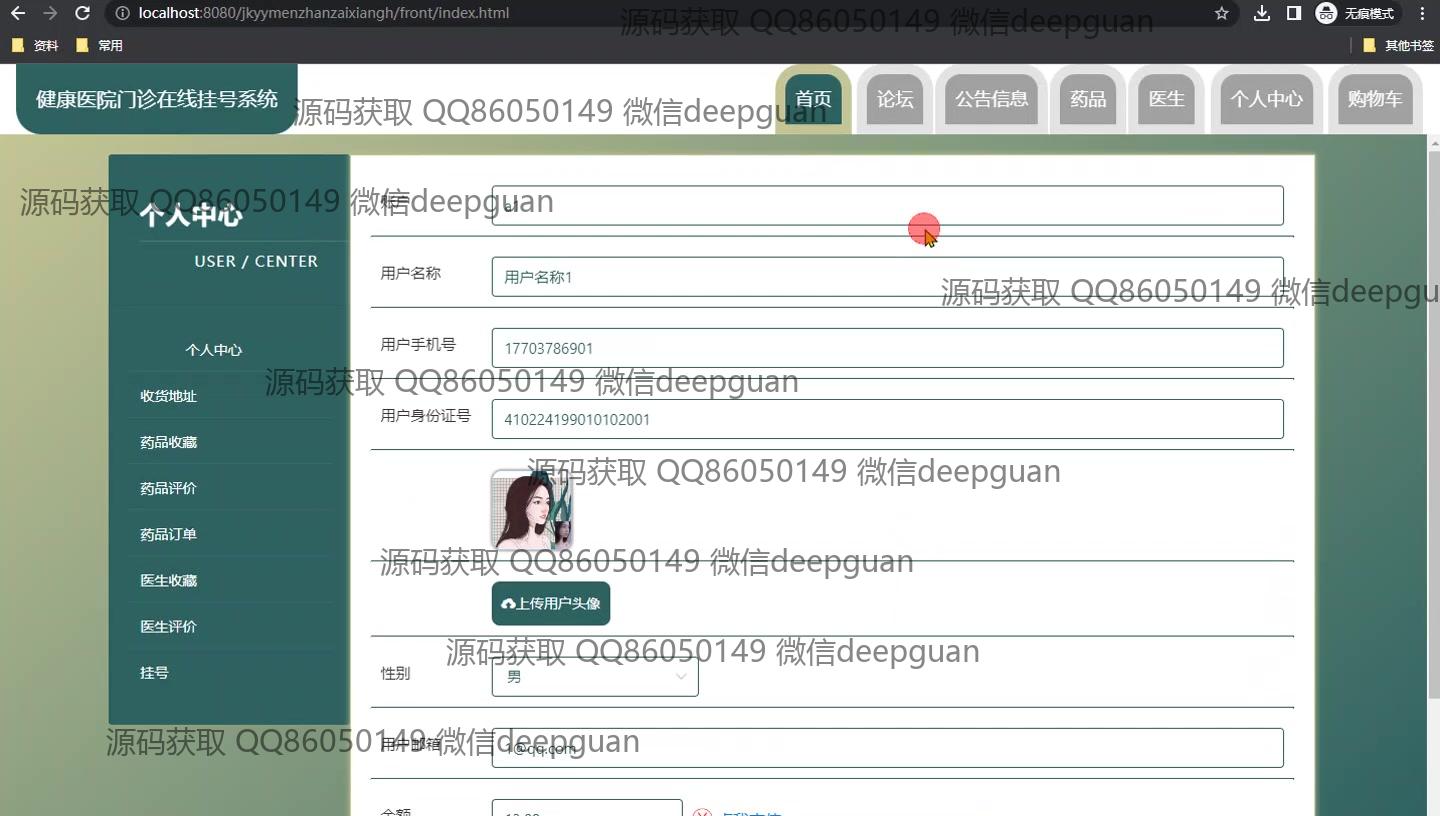 localhost:8080/jkyymenzhanzaixiangh/front/index.html
无痕模式
资料
常用
其他书签
源码获取 QQ86050149 微信deepguan
健康医院门诊在线挂号系统
首页
论坛
公告信息
药品
医生
个人中心
购物车
源码获取 QQ86050149 微信deepguan
源码获取 QQ86050149 微信deepguan
个人中心
USER / CENTER
个人中心
收货地址
药品收藏
药品评价
药品订单
医生收藏
医生评价
挂号
a1
用户名称
用户名称1
源码获取 QQ86050149 微信deepgu
用户手机号
17703786901
源码获取 QQ86050149 微信deepguan
用户身份证号
410224199010102001
源码获取 QQ86050149 微信deepguan
源码获取 QQ86050149 微信deepguan
上传用户头像
源码获取 QQ86050149 微信deepguan
性别
男
源码获取 QQ86050149 微信deepguan
用户邮箱
1@qq.com